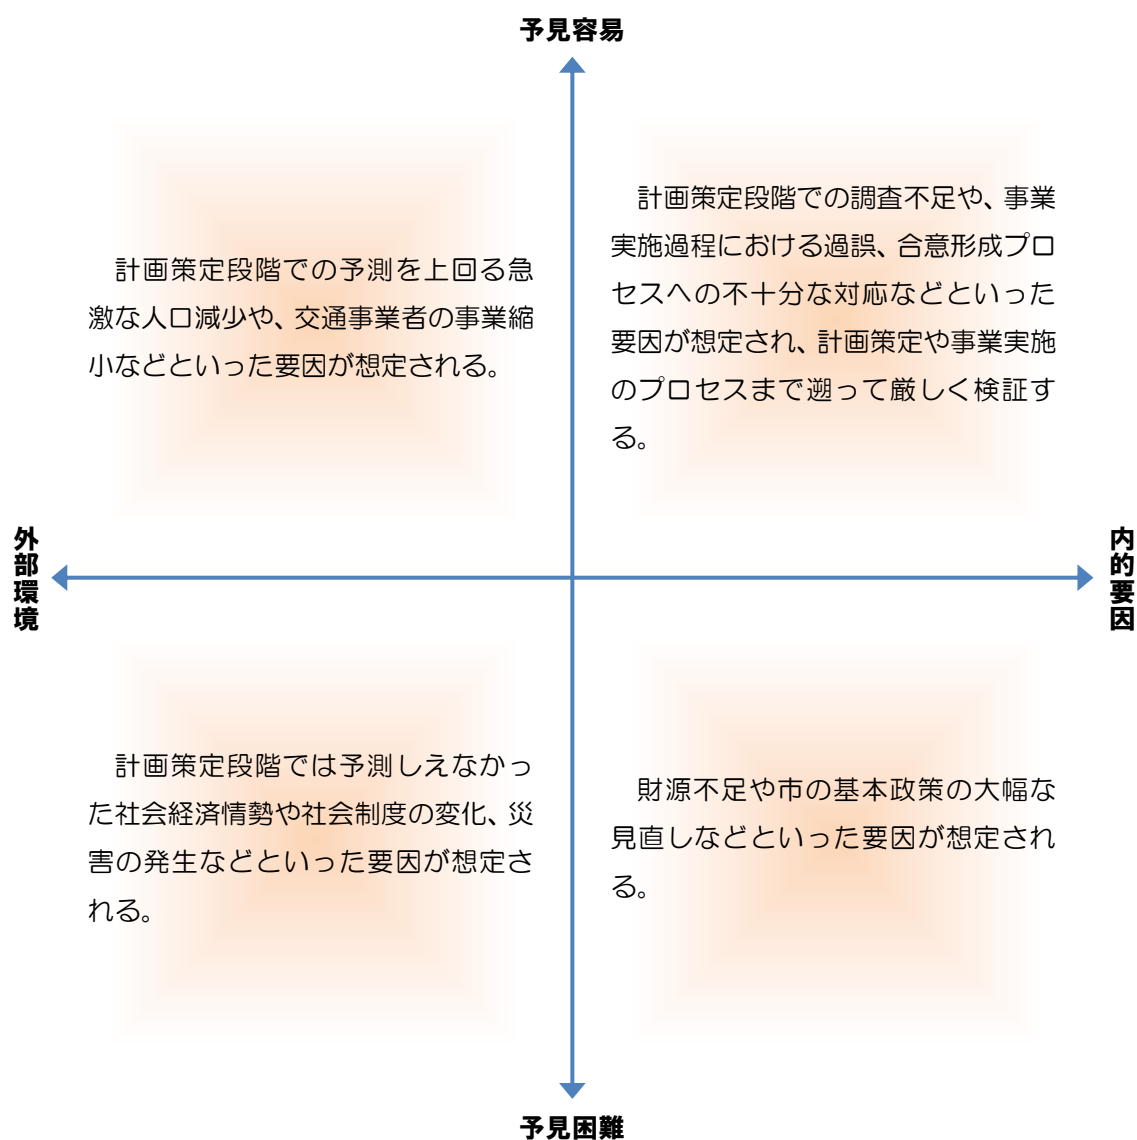 予見容易
計画策定段階での予測を上回る急
激な人口減少や、交通事業者の事業縮
小などといった要因が想定される。
計画策定段階での調査不足や、事業
実施過程における過誤、合意形成プロ
セスへの不十分な対応などといった
要因が想定され、計画策定や事業実施
のプロセスまで遡って厳しく検証す
る。
外部環境
内的要因
計画策定段階では予測しえなかっ
た社会経済情勢や社会制度の変化、災
害の発生などといった要因が想定さ
れる。
財源不足や市の基本政策の大幅な
見直しなどといった要因が想定され
る。
予見困難